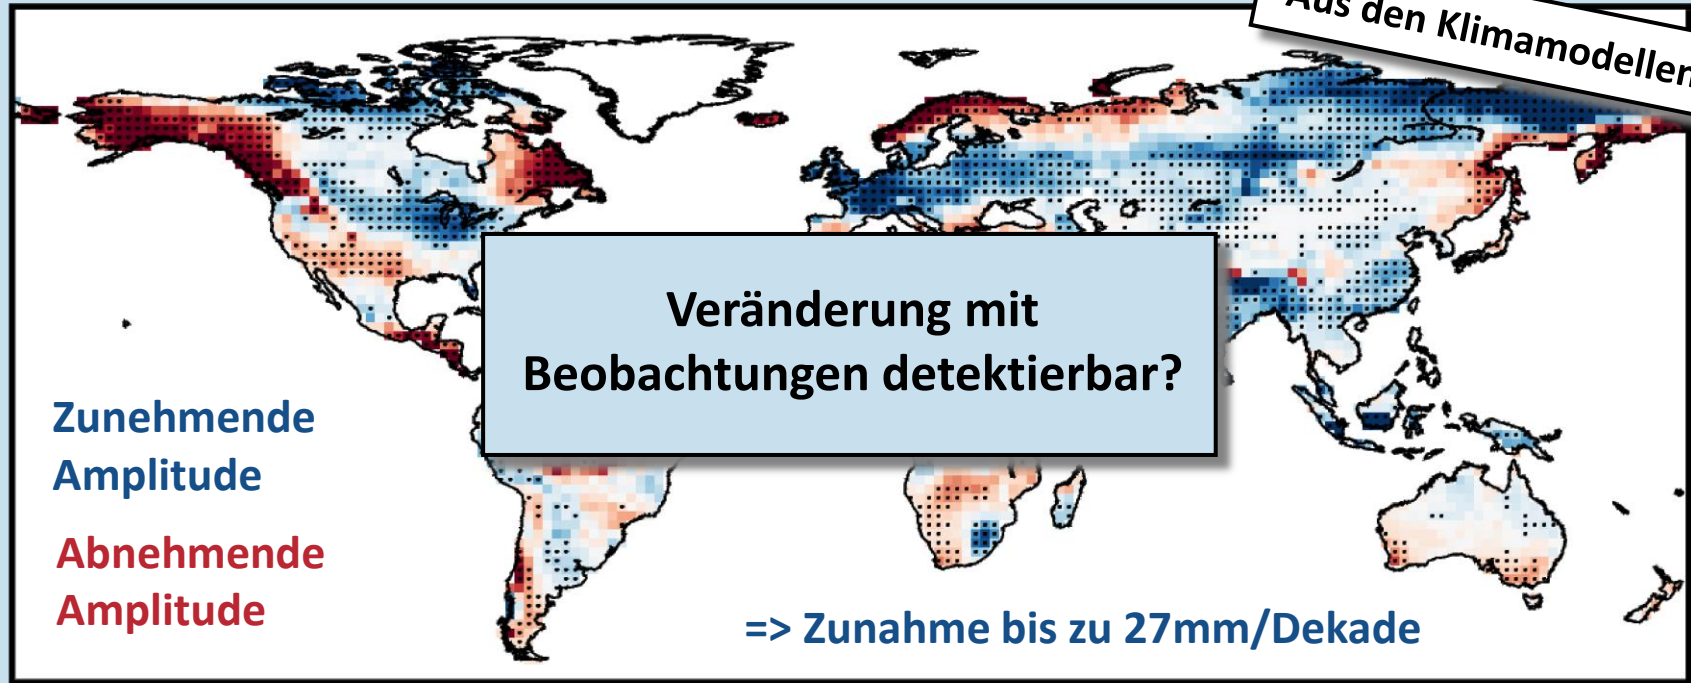 Aus den Klimamodellen
Veränderung mit
Beobachtungen detektierbar?
Zunehmende
Amplitude
Abnehmende
Amplitude
=> Zunahme bis zu 27mm/Dekade